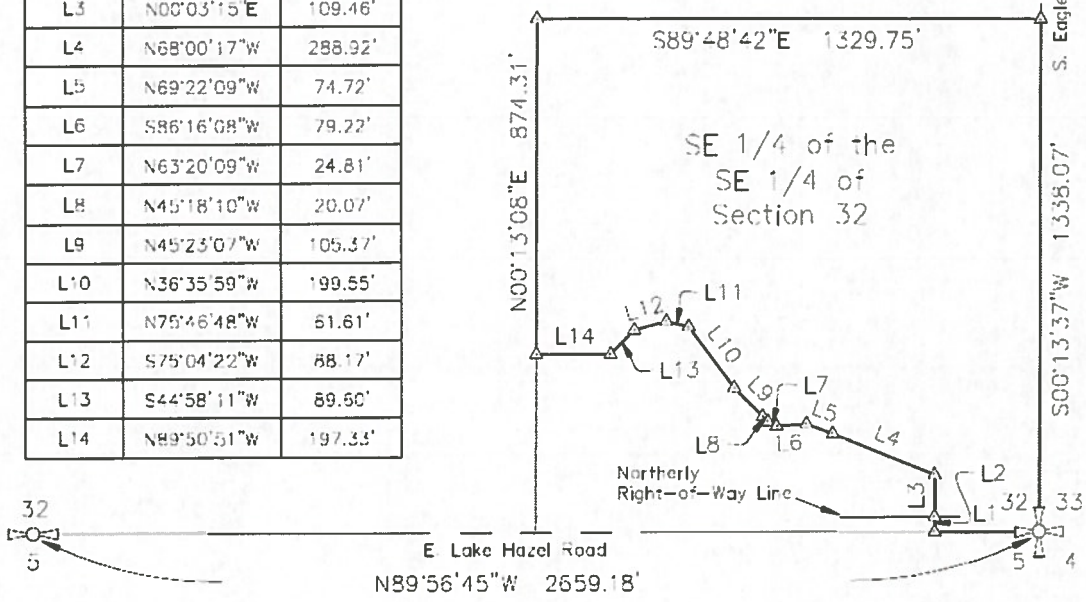 L3 N00°03'15"E 109.46'
L4 N68°00'17"W 288.92'
L5 N69°22'09"W 74.72'
L6 S86°16'08"W 79.22'
L7 N63°20'09"W 24.81'
L8 N45°18'10"W 20.07'
L9 N45°23'07"W 105.37'
L10 N36°35'59"W 199.55'
L11 N75°46'48"W 61.61'
L12 S75°04'22"W 88.17'
L13 S44°58'11"W 89.60'
L14 N89°50'51"W 197.33'
S89°48'42"E 1329.75'
S. Eagle
N00°13'08"E 874.31'
SE 1/4 of the
SE 1/4 of
Section 32
S00°13'37"W 1338.07'
L12
L11
L14
L13
L10
L9
L7
L8
L6
L5
L4
Northerly
Right-of-Way Line
L3
L2
L1
32 33
5 4
32
5
E. Lake Hazel Road
N89°56'45"W 2659.18'